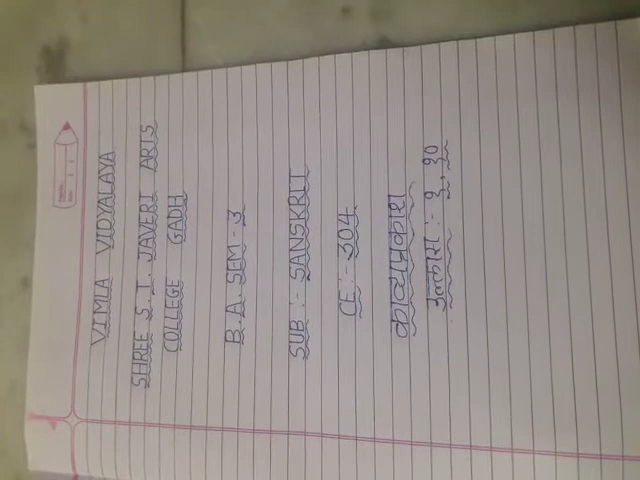 VIMLA VIDYALAYA
SHREE S.I. JAVERI ARTS
COLLEGE GADH
B.A. SEM - 3
SUB :- SANSKRIT
CE :- 304
काव्यप्रकाश
उल्लास :- 9, 10